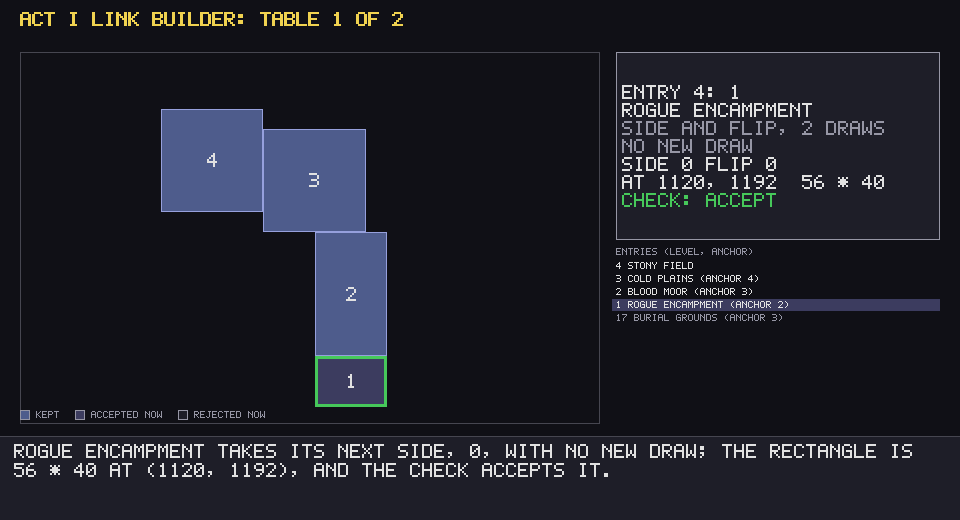 ACT I LINK BUILDER: TABLE 1 OF 2
4
3
2
1
KEPT
ACCEPTED NOW
REJECTED NOW
ENTRY 4: 1
ROGUE ENCAMPMENT
SIDE AND FLIP, 2 DRAWS
NO NEW DRAW
SIDE 0 FLIP 0
AT 1120, 1192  56 * 40
CHECK: ACCEPT
ENTRIES (LEVEL, ANCHOR)
4 STONY FIELD
3 COLD PLAINS (ANCHOR 4)
2 BLOOD MOOR (ANCHOR 3)
1 ROGUE ENCAMPMENT (ANCHOR 2)
17 BURIAL GROUNDS (ANCHOR 3)
ROGUE ENCAMPMENT TAKES ITS NEXT SIDE, 0, WITH NO NEW DRAW; THE RECTANGLE IS
56 * 40 AT (1120, 1192), AND THE CHECK ACCEPTS IT.